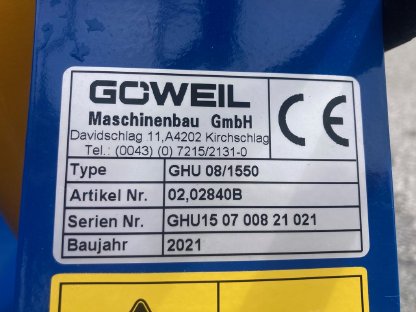 GÖWEIL
Maschinenbau GmbH
Davidschlag 11,A4202 Kirchschlag
Tel.: (0043) (0) 7215/2131-0
CE
Type GHU 08/1550
Artikel Nr. 02,02840B
Serien Nr. GHU15 07 008 21 021
Baujahr 2021